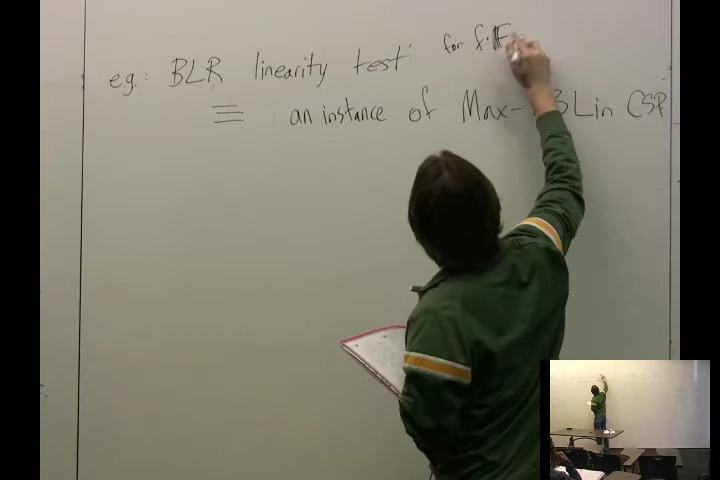 e.g.: BLR linearity test for f: F
≡ an instance of Max- 3Lin CSP